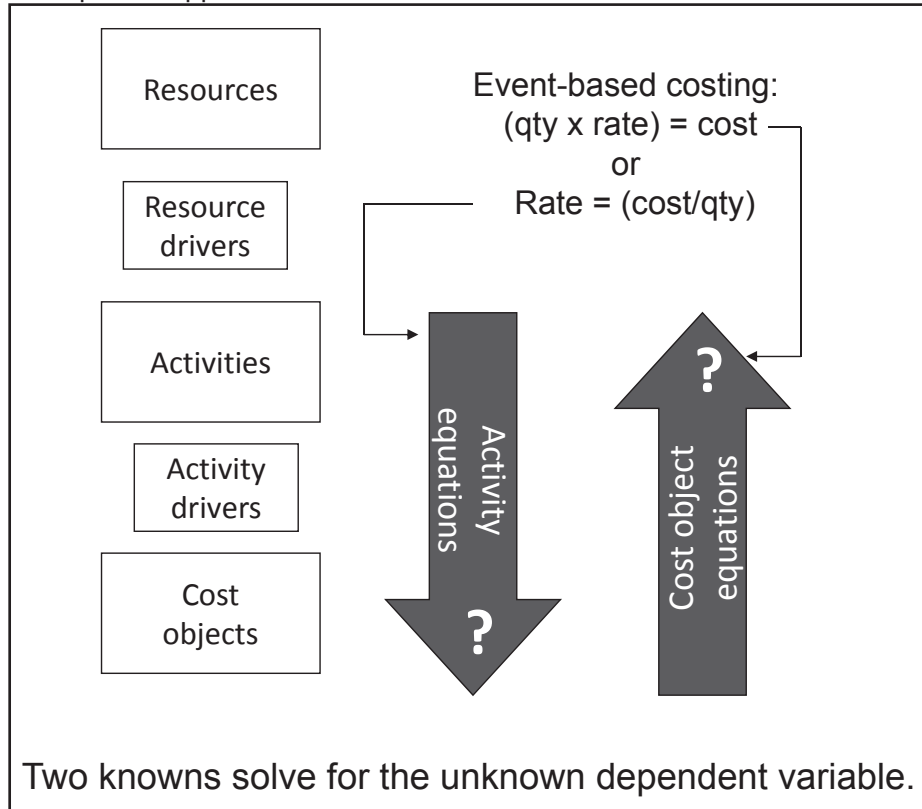 Resources
Resource
drivers
Activities
Activity
drivers
Cost
objects
Event-based costing:
(qty x rate) = cost
or
Rate = (cost/qty)
Activity
equations
?
?
Cost object
equations
Two knowns solve for the unknown dependent variable.